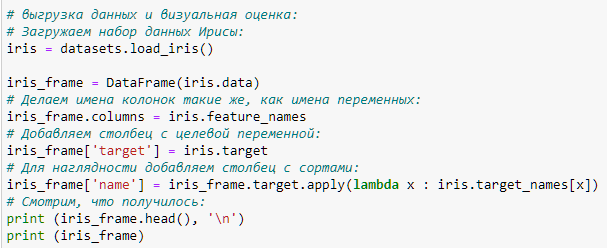 # выгрузка данных и визуальная оценка:
# Загружаем набор данных Ирисы:
iris = datasets.load_iris()
iris_frame = DataFrame(iris.data)
# Делаем имена колонок такие же, как имена переменных:
iris_frame.columns = iris.feature_names
# Добавляем столбец с целевой переменной:
iris_frame['target'] = iris.target
# Для наглядности добавляем столбец с сортами:
iris_frame['name'] = iris_frame.target.apply(lambda x : iris.target_names[x])
# Смотрим, что получилось:
print (iris_frame.head(), '\n')
print (iris_frame)